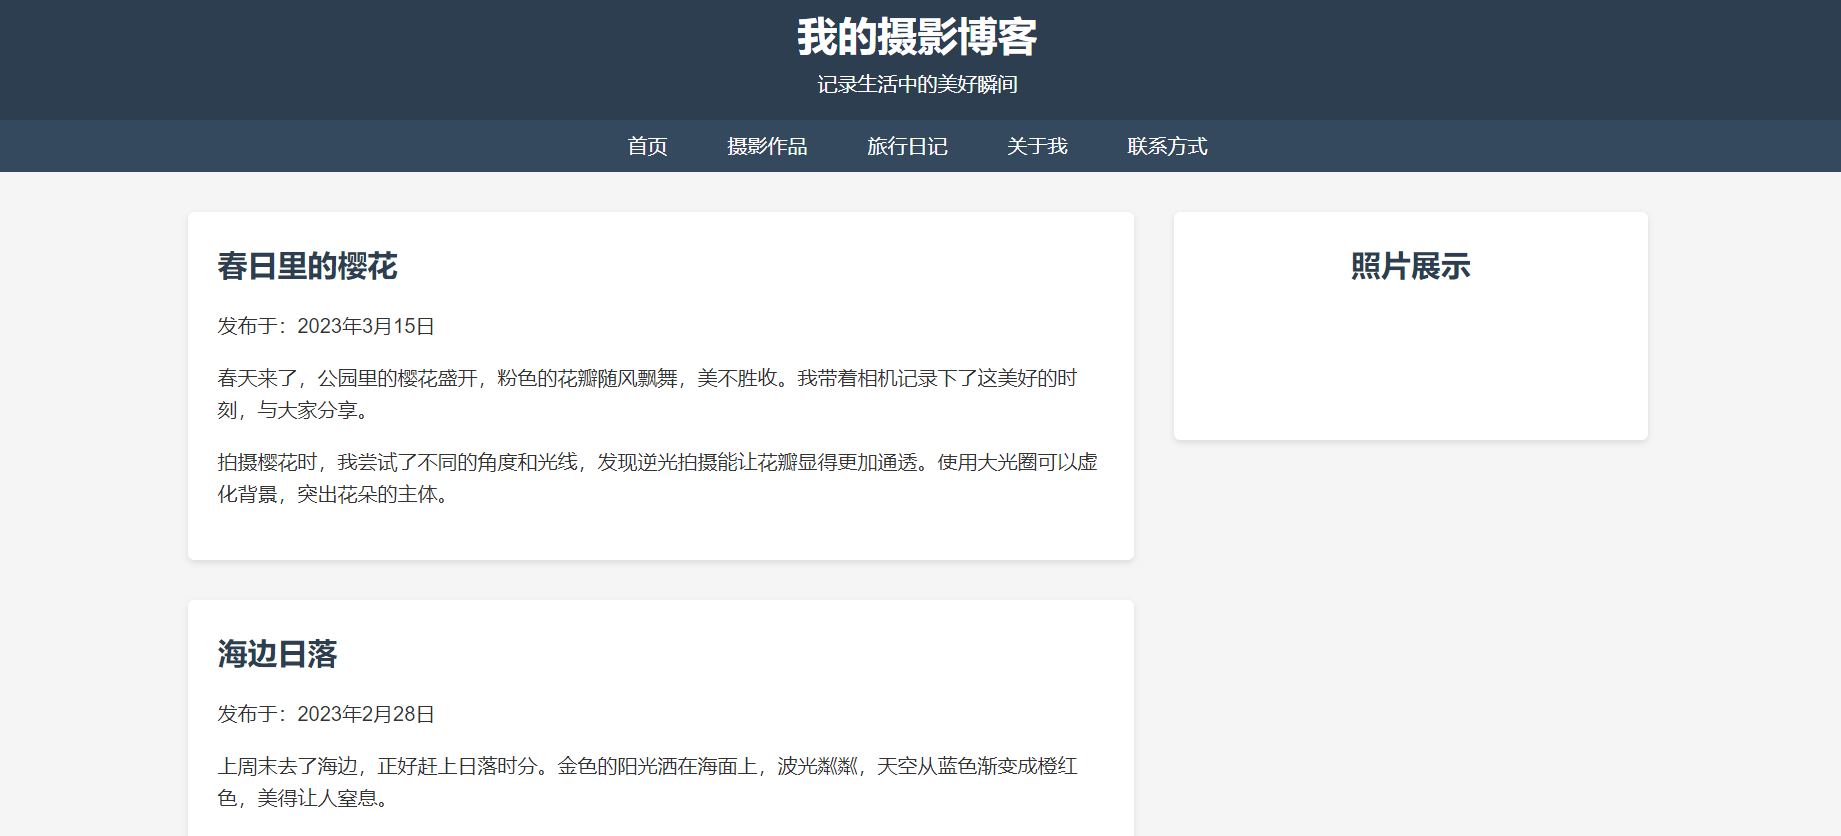 我的摄影博客
记录生活中的美好瞬间
首页 摄影作品 旅行日记 关于我 联系方式
春日里的樱花
发布于：2023年3月15日
春天来了，公园里的樱花盛开，粉色的花瓣随风飘舞，美不胜收。我带着相机记录下了这美好的时
刻，与大家分享。
拍摄樱花时，我尝试了不同的角度和光线，发现逆光拍摄能让花瓣显得更加通透。使用大光圈可以虚
化背景，突出花朵的主体。
海边日落
发布于：2023年2月28日
上周末去了海边，正好赶上日落时分。金色的阳光洒在海面上，波光粼粼，天空从蓝色渐变成橙红
色，美得让人窒息。
照片展示